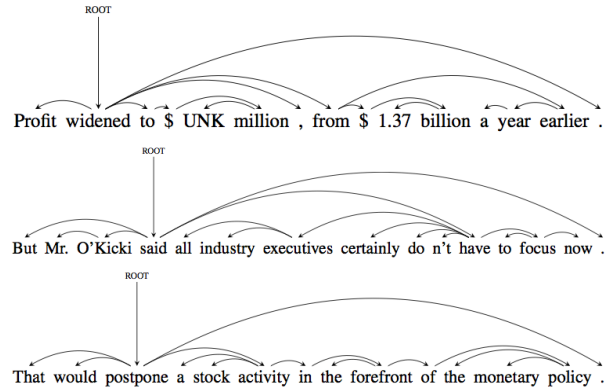 ROOT
Profit widened to $ UNK million , from $ 1.37 billion a year earlier .
ROOT
But Mr. O'Kicki said all industry executives certainly do n't have to focus now .
ROOT
That would postpone a stock activity in the forefront of the monetary policy .